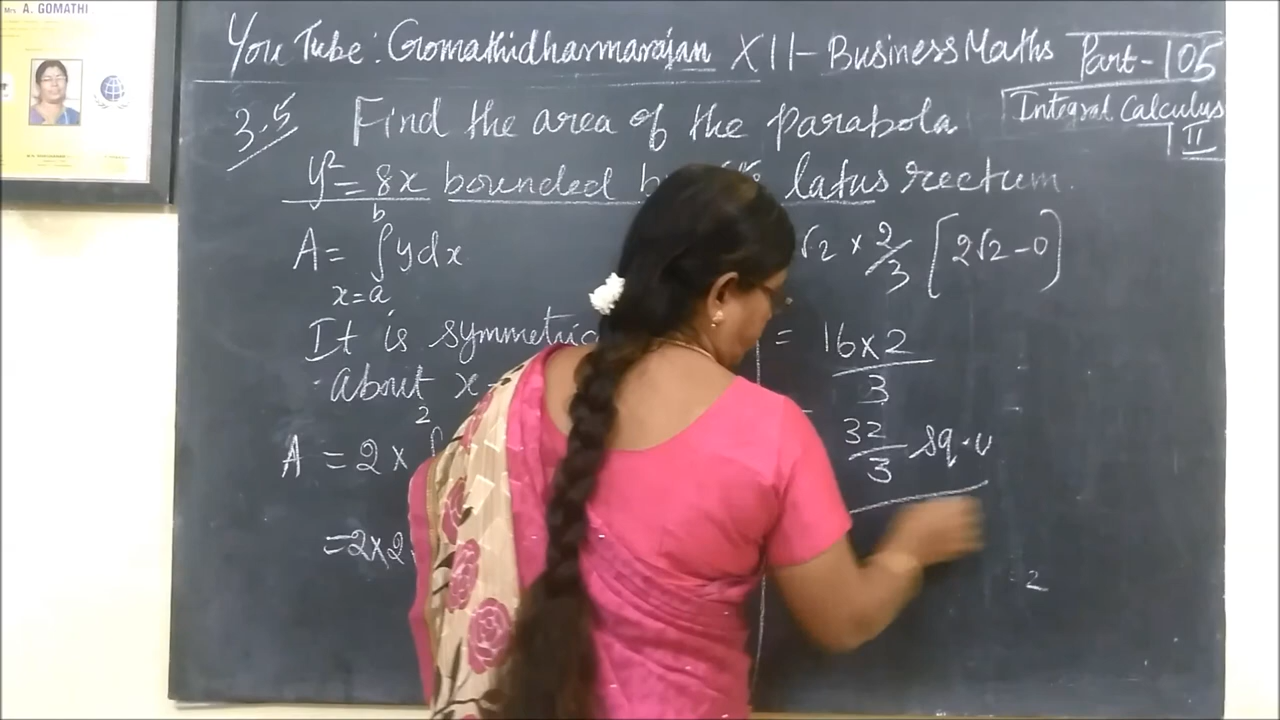 Mrs A. GOMATHI
You Tube: Gomathidharmarajan XII-Business Maths Part-105
Integral Calculus
II
3.5 Find the area of the parabola
y² = 8x bounded latus rectum.
b
A = ∫ y dx
x=a
It is symmetric
about x-
2
A = 2 × ∫
= 2×2
√2 × 2/3 [2√2 - 0]
= 16×2
3
32/3 sq.u
2